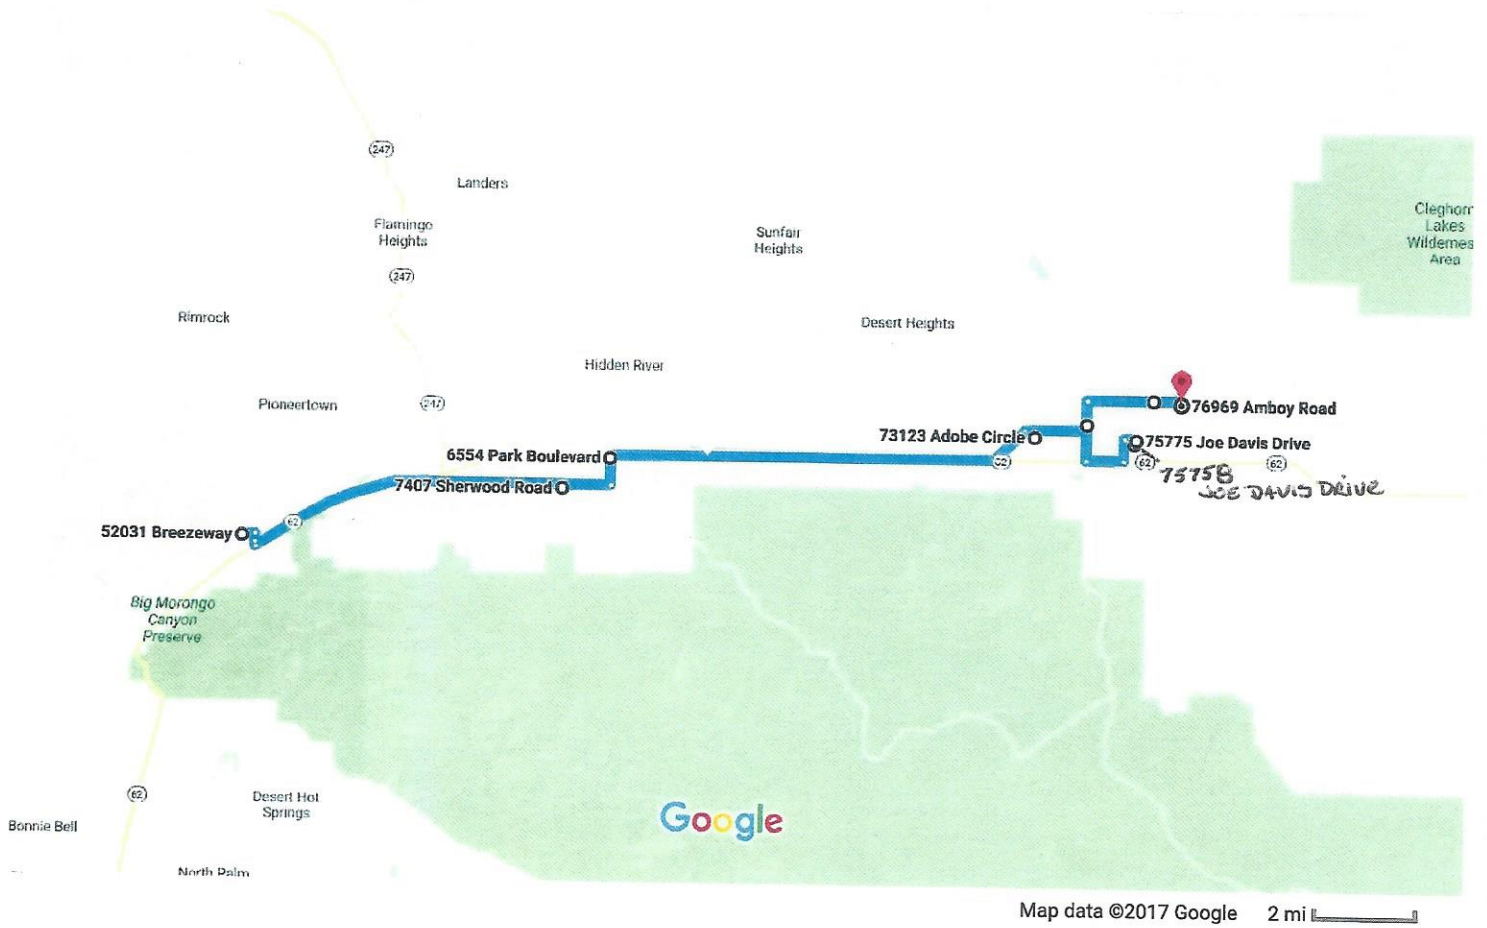 247
Landers
Flamingo
Heights
Sunfair
Heights
Cleghorn
Lakes
Wilderness
Area
247
Rimrock
Desert Heights
Hidden River
Pioneertown
247
76969 Amboy Road
73123 Adobe Circle
75775 Joe Davis Drive
6554 Park Boulevard
62
62
62
75758
JOE DAVIS DRIVE
7407 Sherwood Road
62
52031 Breezeway
Big Morongo
Canyon
Preserve
62
Desert Hot
Springs
Bonnie Bell
Google
North Palm
Map data ©2017 Google
2 mi